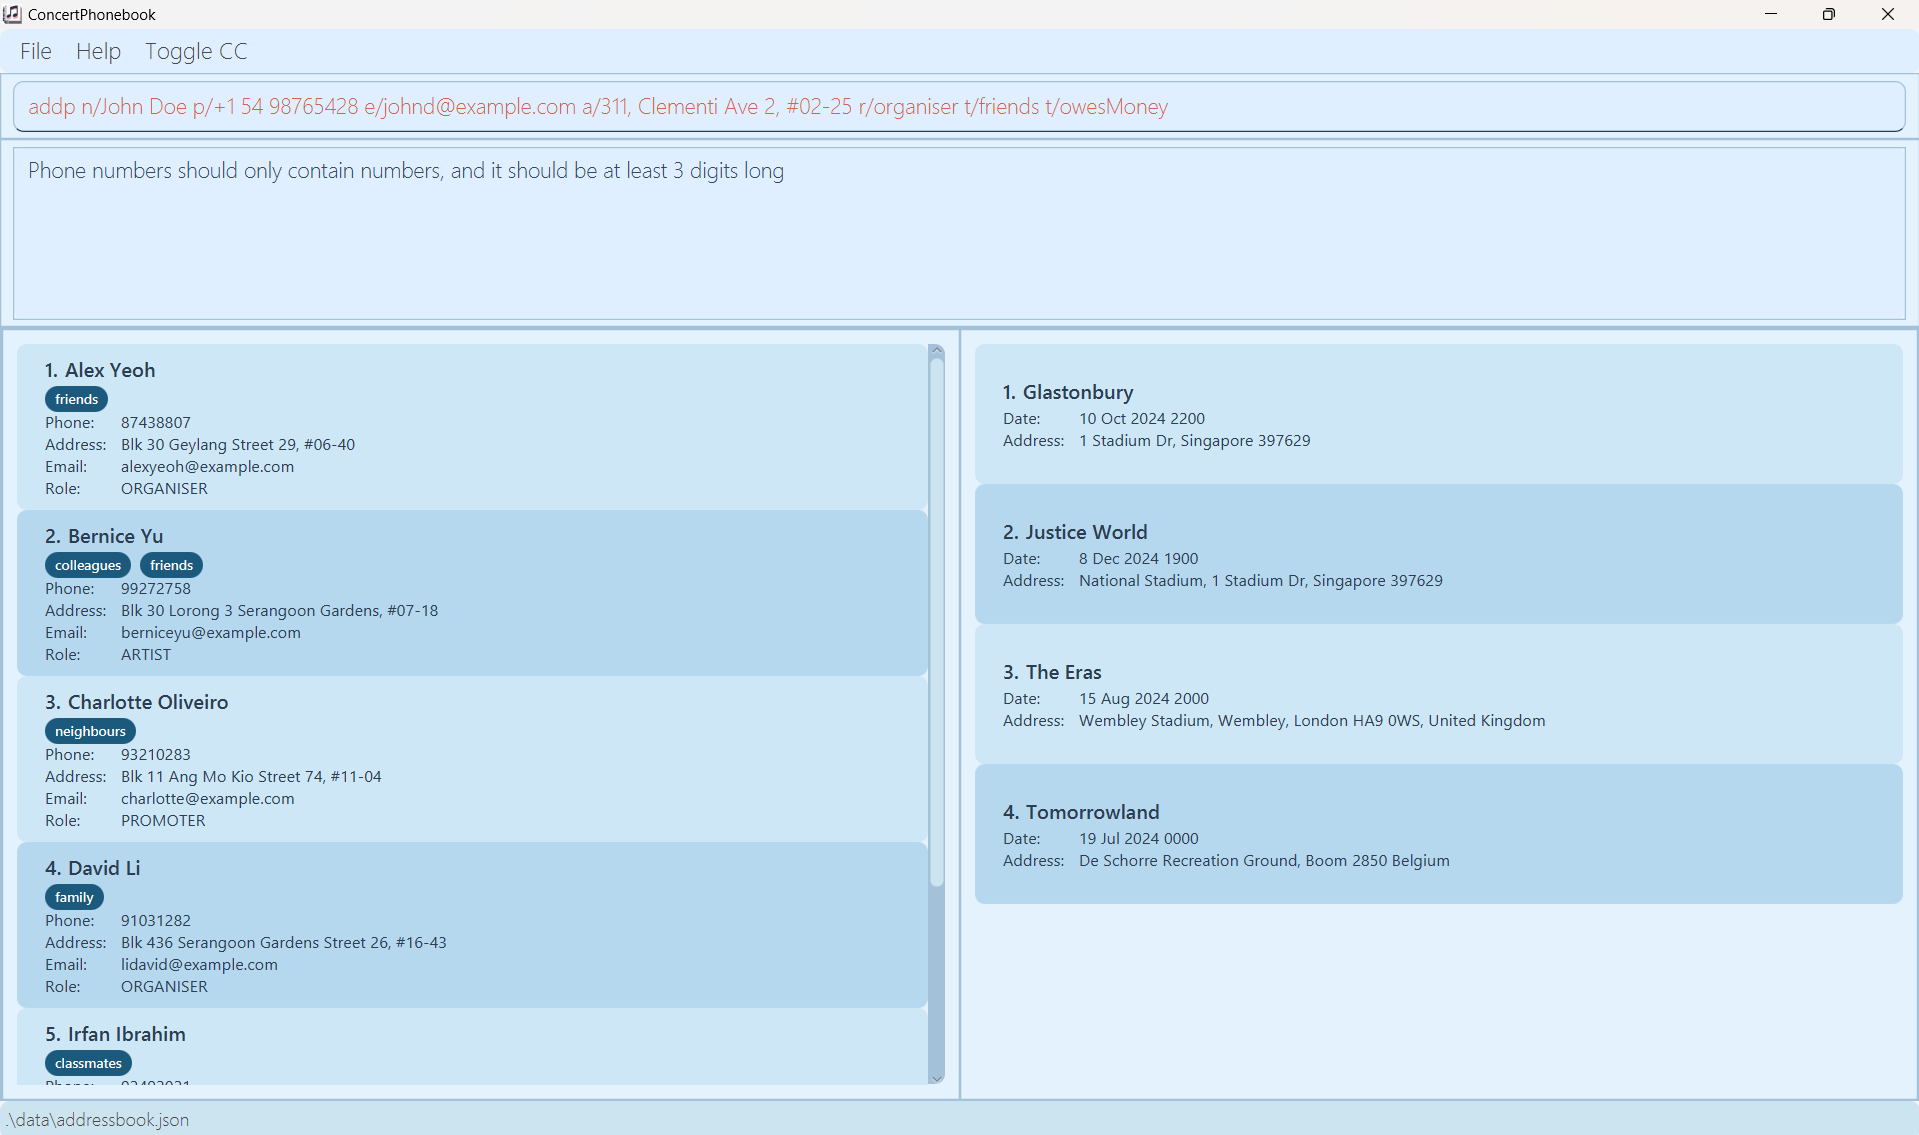 ConcertPhonebook
File Help Toggle CC
addp n/John Doe p/+1 54 98765428 e/johnd@example.com a/311, Clementi Ave 2, #02-25 r/organiser t/friends t/owesMoney
Phone numbers should only contain numbers, and it should be at least 3 digits long
1. Alex Yeoh
friends
Phone: 87438807
Address: Blk 30 Geylang Street 29, #06-40
Email: alexyeoh@example.com
Role: ORGANISER
2. Bernice Yu
colleagues friends
Phone: 99272758
Address: Blk 30 Lorong 3 Serangoon Gardens, #07-18
Email: berniceyu@example.com
Role: ARTIST
3. Charlotte Oliveiro
neighbours
Phone: 93210283
Address: Blk 11 Ang Mo Kio Street 74, #11-04
Email: charlotte@example.com
Role: PROMOTER
4. David Li
family
Phone: 91031282
Address: Blk 436 Serangoon Gardens Street 26, #16-43
Email: lidavid@example.com
Role: ORGANISER
5. Irfan Ibrahim
classmates
1. Glastonbury
Date: 10 Oct 2024 2200
Address: 1 Stadium Dr, Singapore 397629
2. Justice World
Date: 8 Dec 2024 1900
Address: National Stadium, 1 Stadium Dr, Singapore 397629
3. The Eras
Date: 15 Aug 2024 2000
Address: Wembley Stadium, Wembley, London HA9 0WS, United Kingdom
4. Tomorrowland
Date: 19 Jul 2024 0000
Address: De Schorre Recreation Ground, Boom 2850 Belgium
.\data\addressbook.json